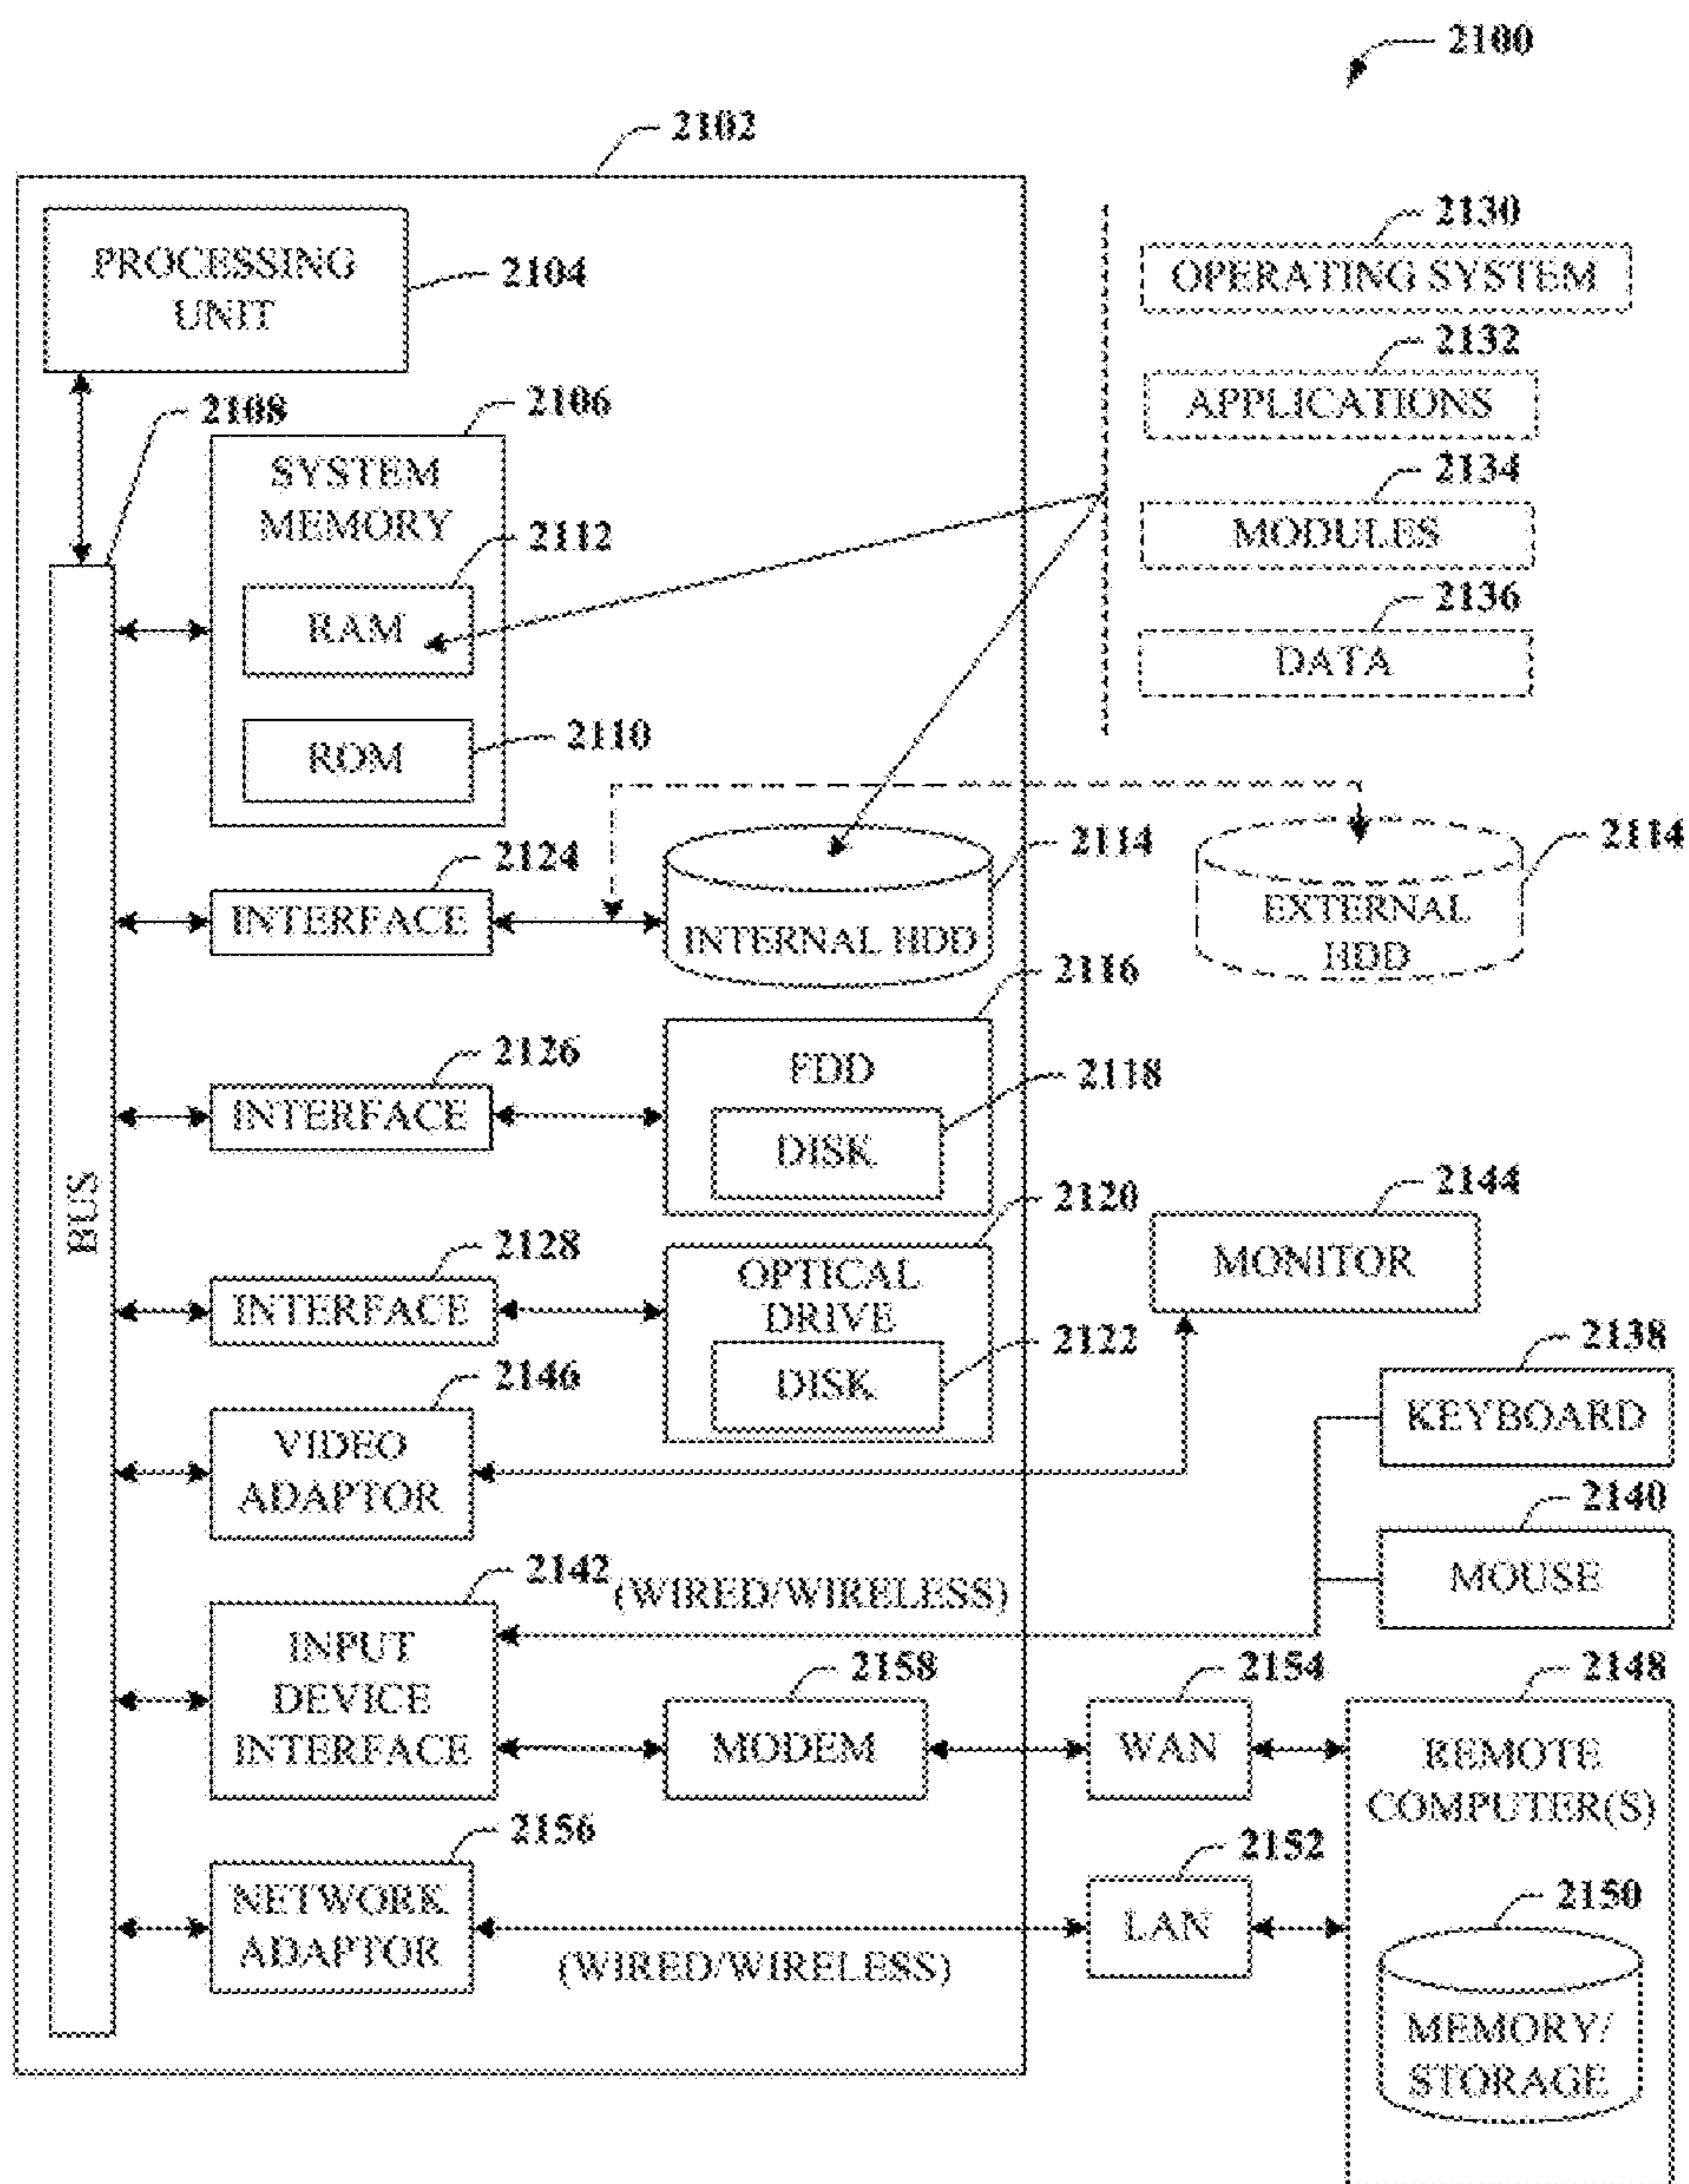 2100
2102
PROCESSING
UNIT
2104
2130
OPERATING SYSTEM
2132
APPLICATIONS
2134
MODULES
2136
DATA
2108
2106
SYSTEM
MEMORY
2112
RAM
2110
ROM
2124
INTERFACE
2114
INTERNAL HDD
2114
EXTERNAL
HDD
2126
INTERFACE
2116
FDD
2118
DISK
BUS
2128
INTERFACE
2120
OPTICAL
DRIVE
2122
DISK
2144
MONITOR
2146
VIDEO
ADAPTOR
2138
KEYBOARD
2140
MOUSE
2142
(WIRED/WIRELESS)
INPUT
DEVICE
INTERFACE
2158
MODEM
2154
WAN
2148
REMOTE
COMPUTER(S)
2156
NETWORK
ADAPTOR
(WIRED/WIRELESS)
2152
LAN
2150
MEMORY/
STORAGE